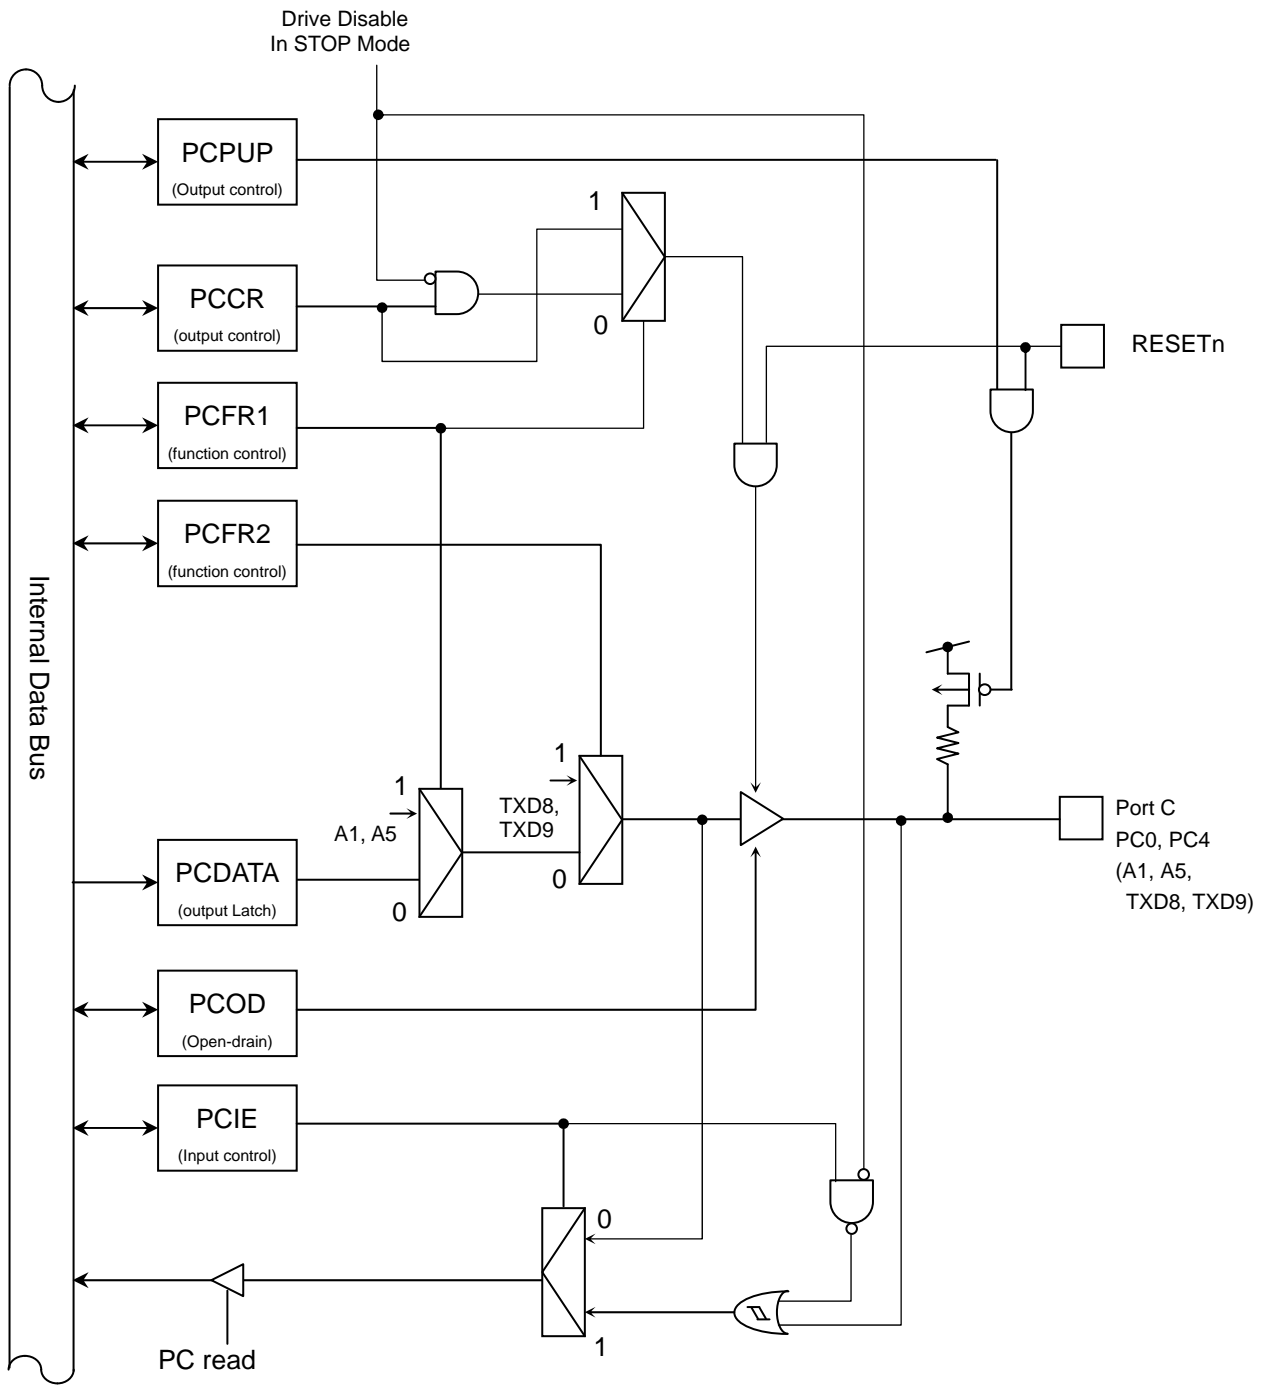 Drive Disable
In STOP Mode
PCPUP
(Output control)
1
PCCR
(output control)
0
RESETn
PCFR1
(function control)
PCFR2
(function control)
Internal Data Bus
1
TXD8,
TXD9
0
1
A1, A5
0
PCDATA
(output Latch)
Port C
PC0, PC4
(A1, A5,
TXD8, TXD9)
PCOD
(Open-drain)
PCIE
(Input control)
0
1
PC read